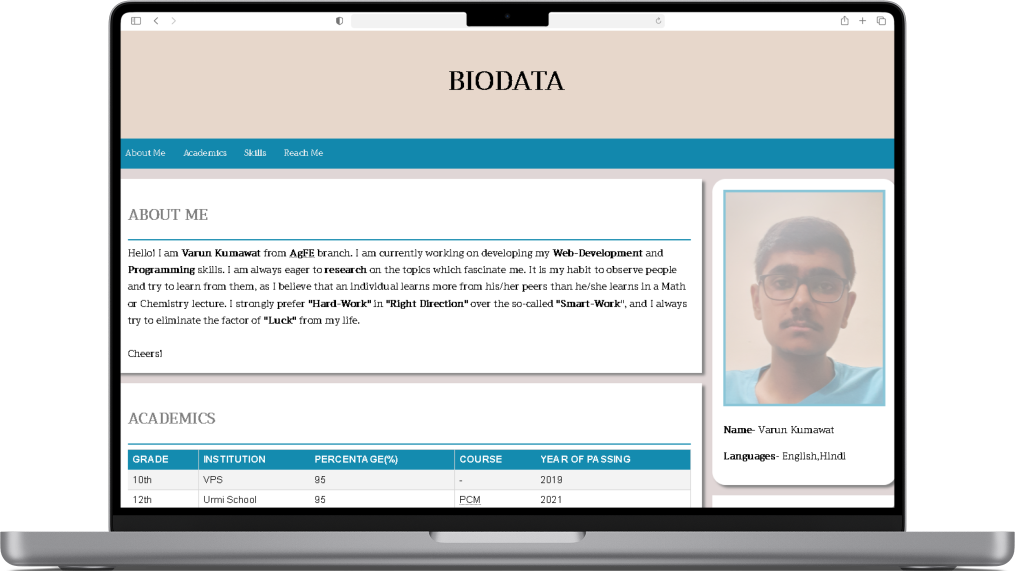 BIODATA
About Me Academics Skills Reach Me
ABOUT ME
Hello! I am Varun Kumawat from AgFE branch. I am currently working on developing my Web-Development and
Programming skills. I am always eager to research on the topics which fascinate me. It is my habit to observe people
and try to learn from them, as I believe that an individual learns more from his/her peers than he/she learns in a Math
or Chemistry lecture. I strongly prefer "Hard-Work" in "Right Direction" over the so-called "Smart-Work", and I always
try to eliminate the factor of "Luck" from my life.
Cheers!
ACADEMICS
GRADE INSTITUTION PERCENTAGE(%) COURSE YEAR OF PASSING
10th VPS 95 - 2019
12th Urmi School 95 PCM 2021
Name- Varun Kumawat
Languages- English,Hindi